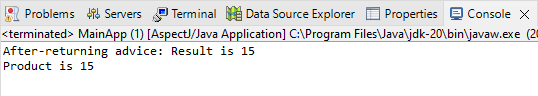 Problems Servers Terminal Data Source Explorer Properties Console
<terminated> MainApp (1) [AspectJ/Java Application] C:\Program Files\Java\jdk-20\bin\javaw.exe (20
After-returning advice: Result is 15
Product is 15